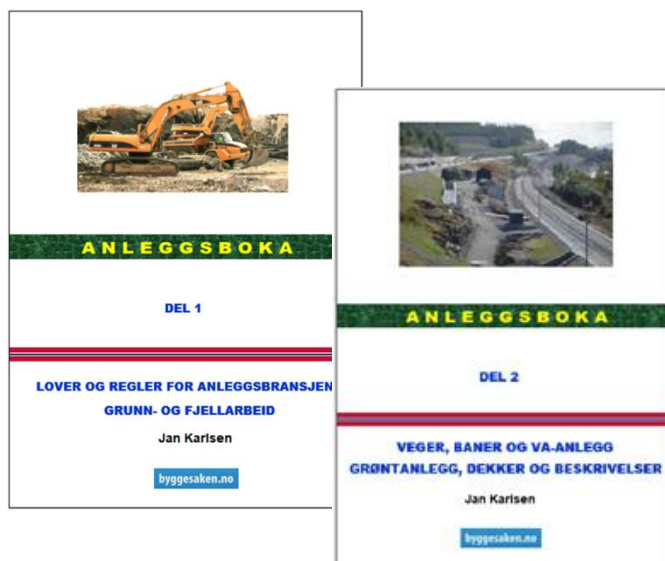 ANLEGGSBOKA
DEL 1
LOVER OG REGLER FOR ANLEGGSBRANSJEN
GRUNN- OG FJELLARBEID
Jan Karlsen
byggesaken.no
ANLEGGSBOKA
DEL 2
VEGER, BANER OG VA-ANLEGG
GRØNTANLEGG, DEKKER OG BESKRIVELSER
Jan Karlsen
byggesaken.no